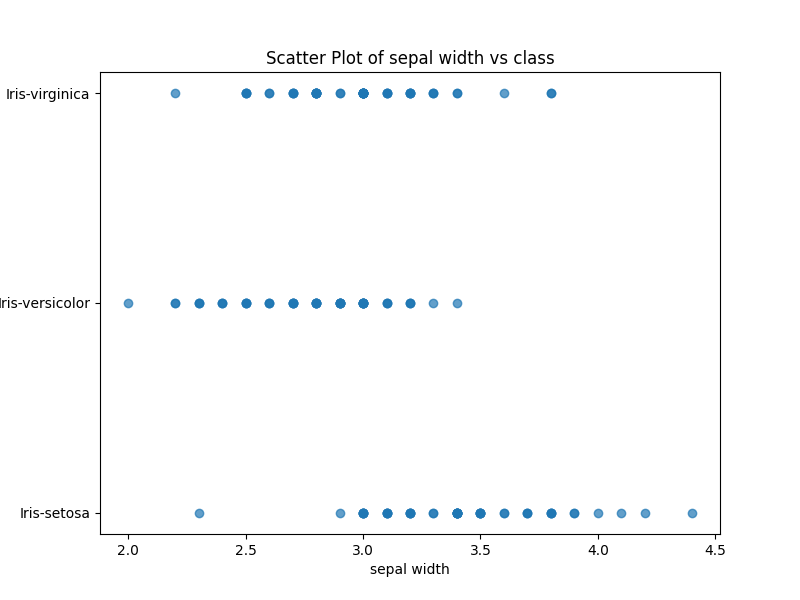 Scatter Plot of sepal width vs class
Iris-virginica
Iris-versicolor
Iris-setosa
2.0 2.5 3.0 3.5 4.0 4.5
sepal width